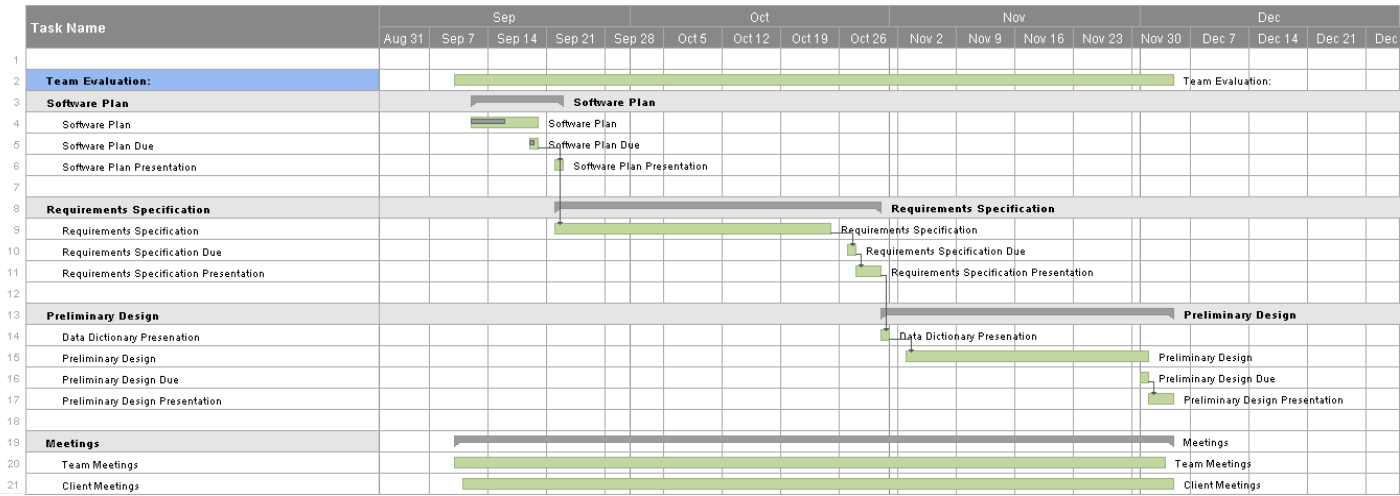 Task Name
Sep Oct Nov Dec
Aug 31 Sep 7 Sep 14 Sep 21 Sep 28 Oct 5 Oct 12 Oct 19 Oct 26 Nov 2 Nov 9 Nov 16 Nov 23 Nov 30 Dec 7 Dec 14 Dec 21 Dec
1
2 Team Evaluation: Team Evaluation:
3 Software Plan Software Plan
4 Software Plan Software Plan
5 Software Plan Due Software Plan Due
6 Software Plan Presentation Software Plan Presentation
7
8 Requirements Specification Requirements Specification
9 Requirements Specification Requirements Specification
10 Requirements Specification Due Requirements Specification Due
11 Requirements Specification Presentation Requirements Specification Presentation
12
13 Preliminary Design Preliminary Design
14 Data Dictionary Presenation Data Dictionary Presenation
15 Preliminary Design Preliminary Design
16 Preliminary Design Due Preliminary Design Due
17 Preliminary Design Presentation Preliminary Design Presentation
18
19 Meetings Meetings
20 Team Meetings Team Meetings
21 Client Meetings Client Meetings